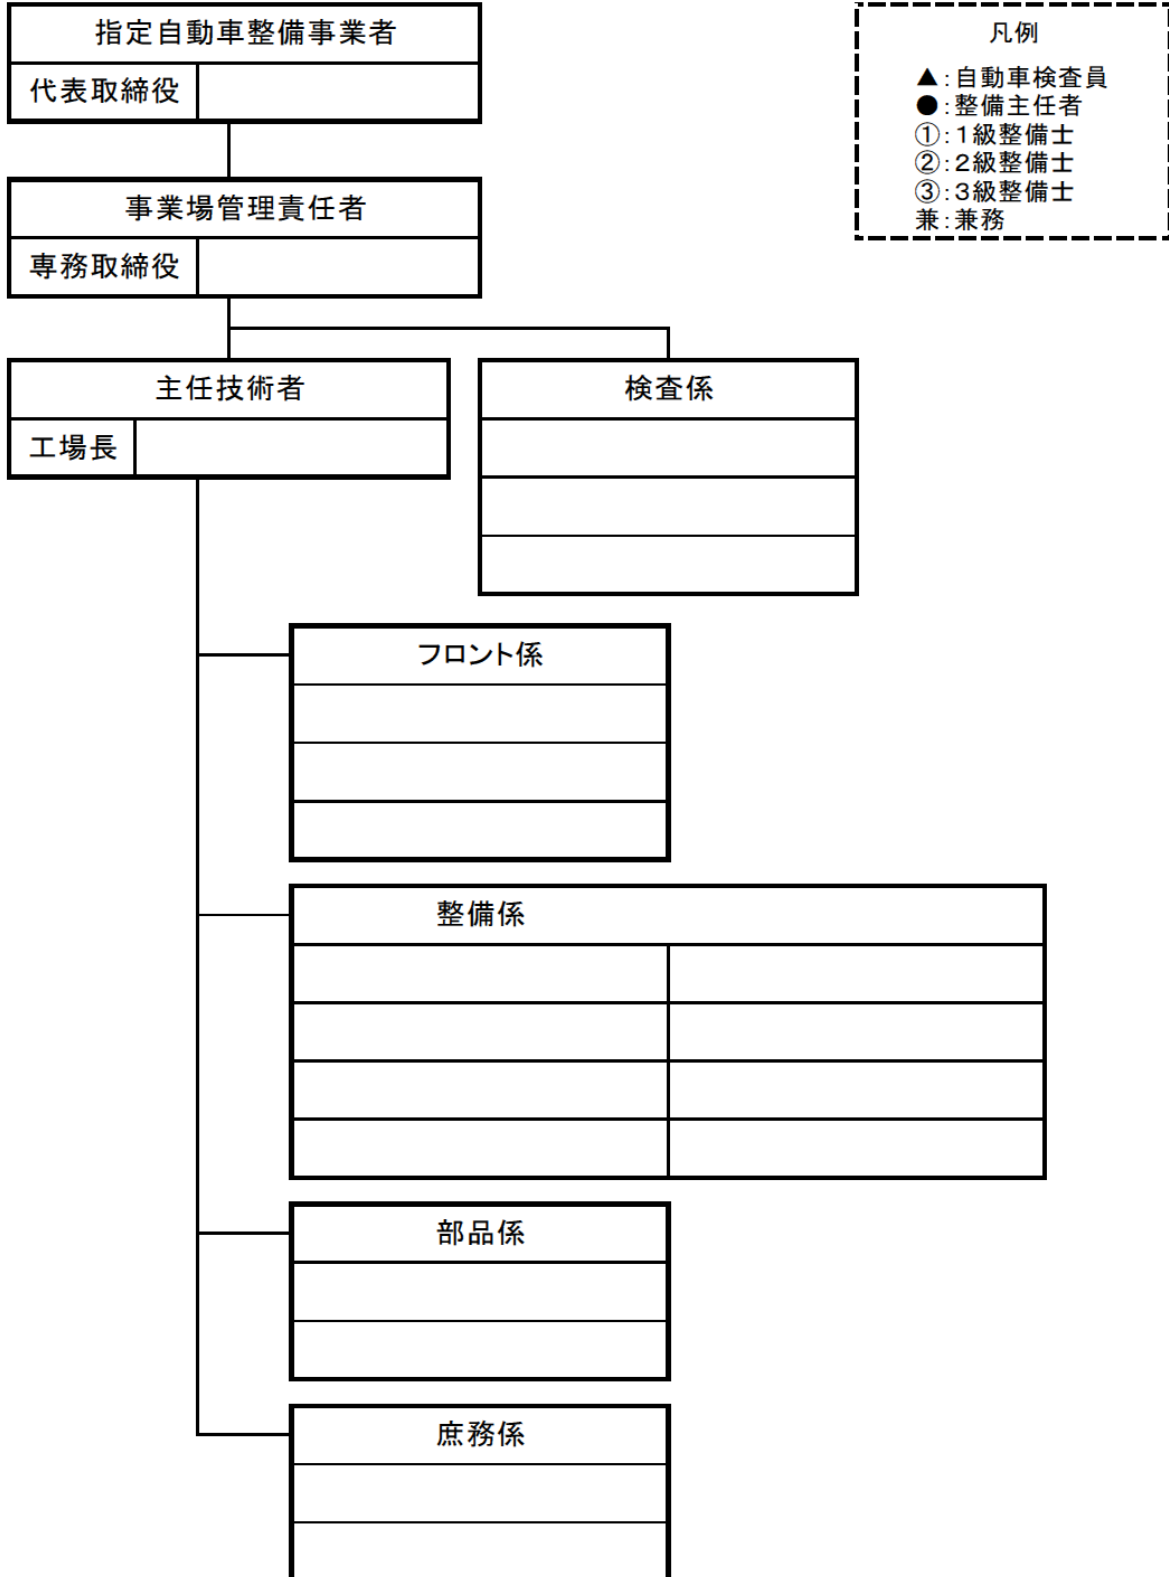 指定自動車整備事業者
代表取締役
事業場管理責任者
専務取締役
主任技術者
工場長
検査係
フロント係
整備係
部品係
庶務係
凡例
▲:自動車検査員
●:整備主任者
①:1級整備士
②:2級整備士
③:3級整備士
兼:兼務